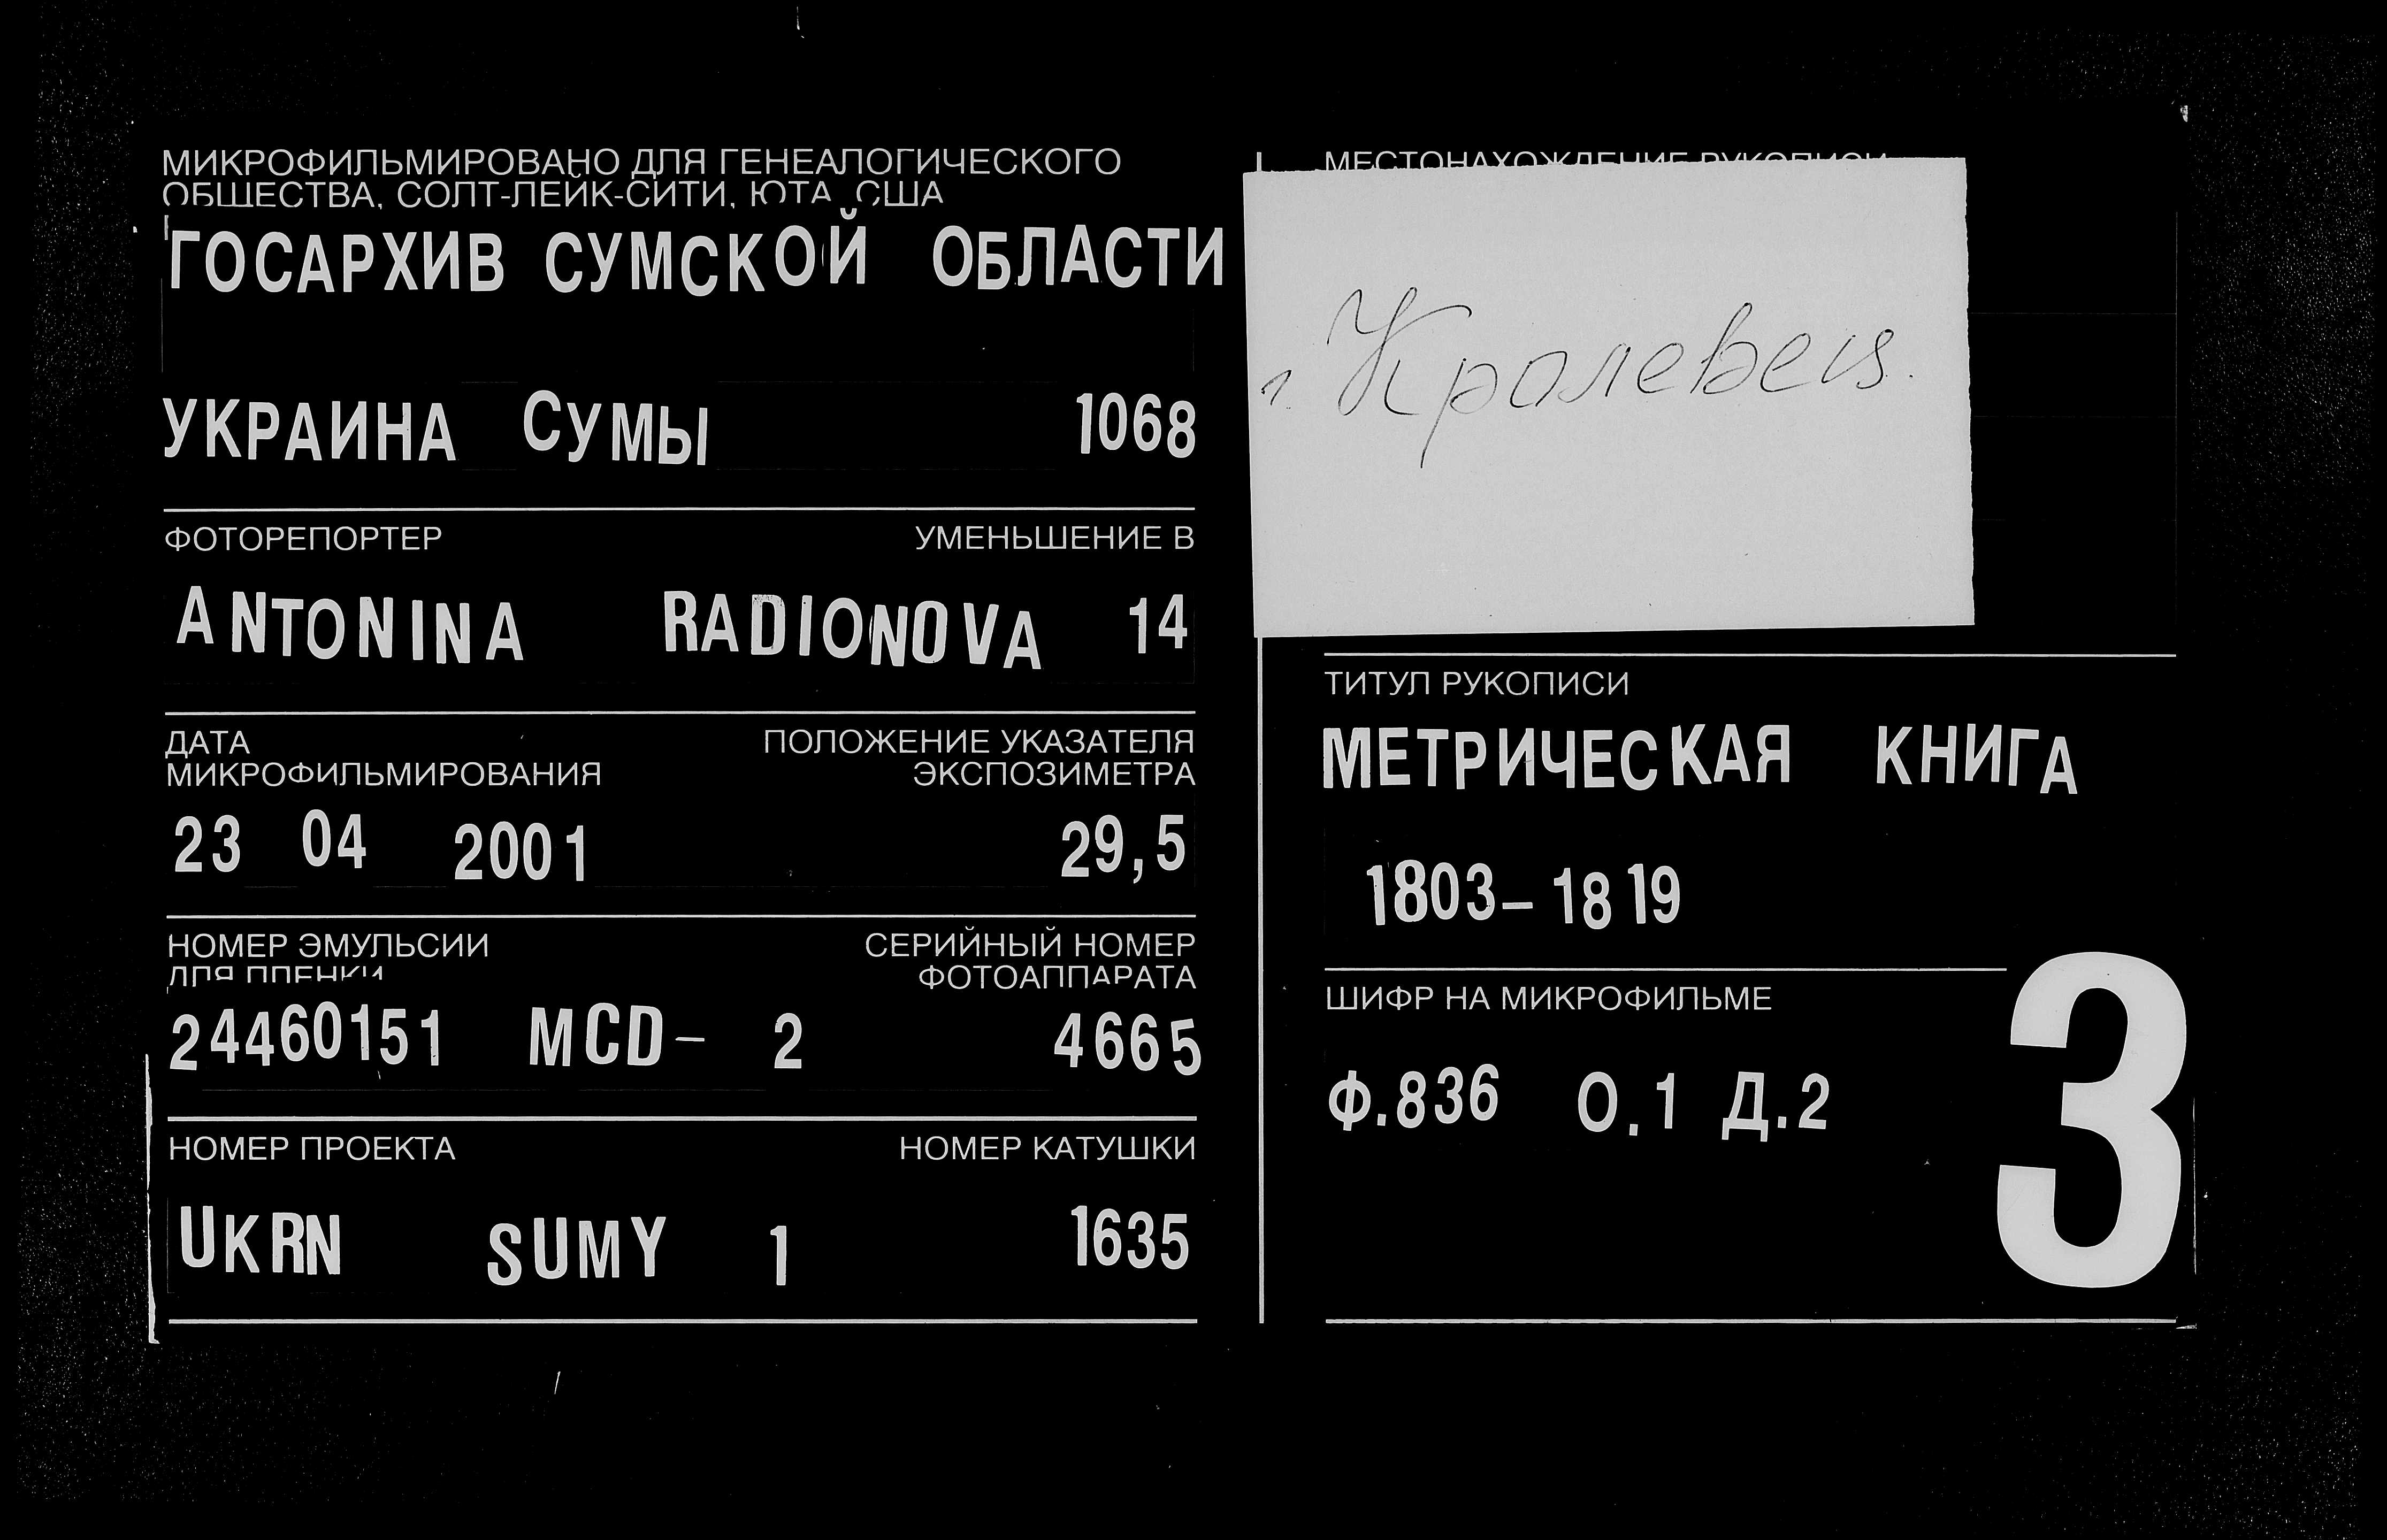 МИКРОФИЛЬМИРОВАНО ДЛЯ ГЕНЕАЛОГИЧЕСКОГО
ОБЩЕСТВА, СОЛТ-ЛЕЙК-СИТИ, ЮТА, США
ГОСАРХИВ СУМСКОЙ ОБЛАСТИ
УКРАИНА СУМЫ 1068
ФОТОРЕПОРТЕР УМЕНЬШЕНИЕ В
ANTONINA RADIONOVA 14
ДАТА ПОЛОЖЕНИЕ УКАЗАТЕЛЯ
МИКРОФИЛЬМИРОВАНИЯ ЭКСПОЗИМЕТРА
23 04 2001 29,5
НОМЕР ЭМУЛЬСИИ СЕРИЙНЫЙ НОМЕР
ДЛЯ ПЛЕНКИ ФОТОАППАРАТА
24460151 MCD- 2 4665
НОМЕР ПРОЕКТА НОМЕР КАТУШКИ
UKRN SUMY 1 1635
МЕСТОНАХОЖДЕНИЕ РУКОПИСИ
г. Кролевец.
ТИТУЛ РУКОПИСИ
МЕТРИЧЕСКАЯ КНИГА
1803-1819
ШИФР НА МИКРОФИЛЬМЕ
Ф.836 О.1 Д.2
3